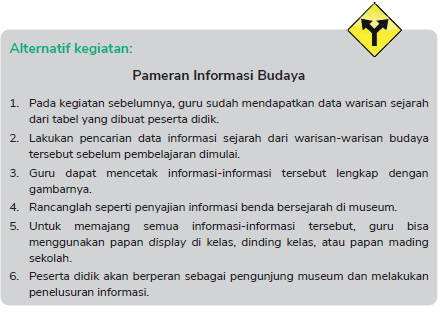 Alternatif kegiatan:
Pameran Informasi Budaya
1. Pada kegiatan sebelumnya, guru sudah mendapatkan data warisan sejarah
dari tabel yang dibuat peserta didik.
2. Lakukan pencarian data informasi sejarah dari warisan-warisan budaya
tersebut sebelum pembelajaran dimulai.
3. Guru dapat mencetak informasi-informasi tersebut lengkap dengan
gambarnya.
4. Rancanglah seperti penyajian informasi benda bersejarah di museum.
5. Untuk memajang semua informasi-informasi tersebut, guru bisa
menggunakan papan display di kelas, dinding kelas, atau papan mading
sekolah.
6. Peserta didik akan berperan sebagai pengunjung museum dan melakukan
penelusuran informasi.